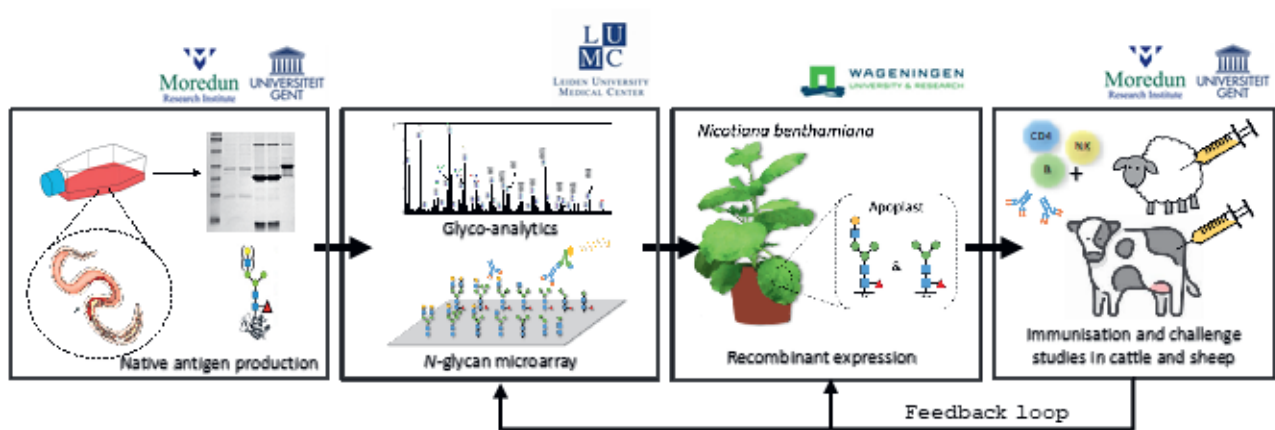 Moredun
Research Institute
UNIVERSITEIT
GENT
Native antigen production
L U
M C
LEIDEN UNIVERSITY
MEDICAL CENTER
Glyco-analytics
N-glycan microarray
WAGENINGEN
UNIVERSITY & RESEARCH
Nicotiana benthamiana
Apoplast
&
Recombinant expression
Moredun
Research Institute
UNIVERSITEIT
GENT
CD4
NK
B
+
Immunisation and challenge
studies in cattle and sheep
Feedback loop